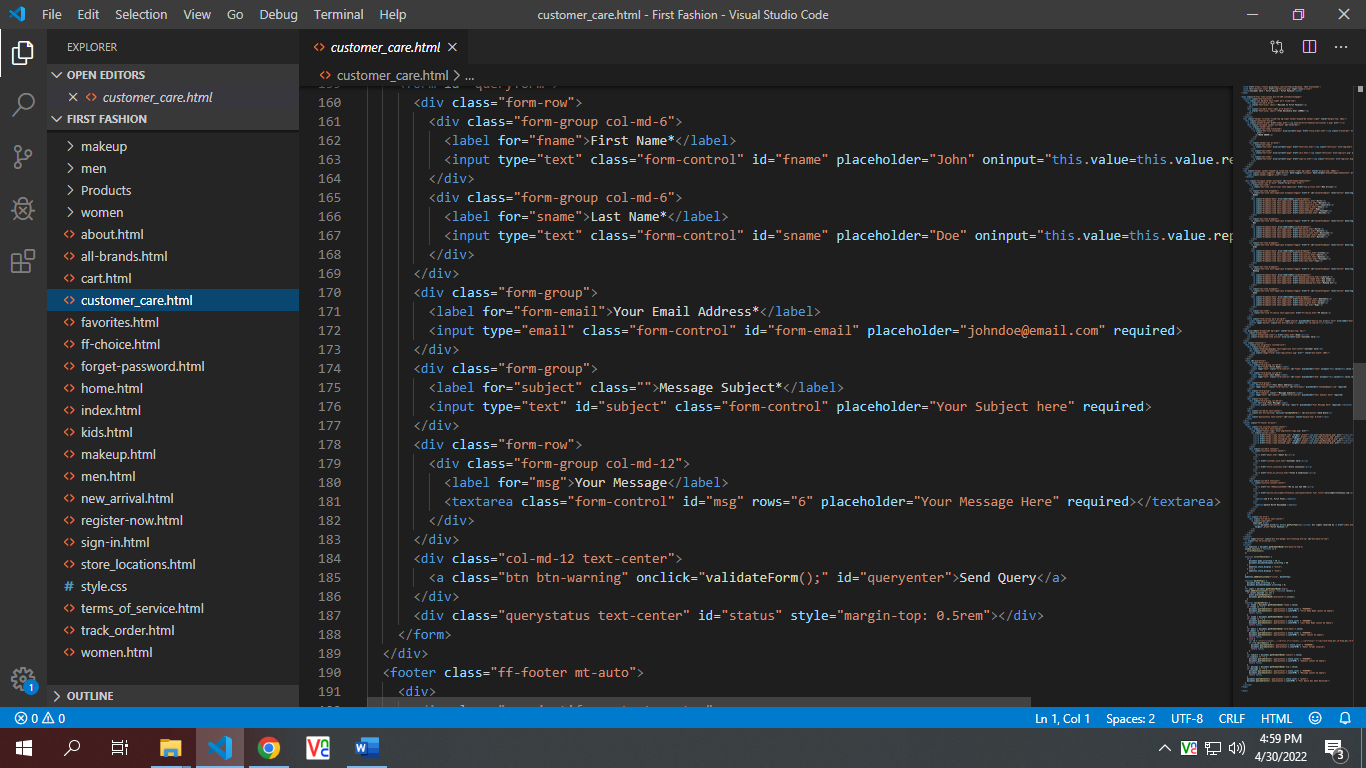 File Edit Selection View Go Debug Terminal Help
customer_care.html - First Fashion - Visual Studio Code
EXPLORER
OPEN EDITORS
customer_care.html
FIRST FASHION
makeup
men
Products
women
about.html
all-brands.html
cart.html
customer_care.html
favorites.html
ff-choice.html
forget-password.html
home.html
index.html
kids.html
makeup.html
men.html
new_arrival.html
register-now.html
sign-in.html
store_locations.html
# style.css
terms_of_service.html
track_order.html
women.html
OUTLINE
customer_care.html
customer_care.html > ...
160 <div class="form-row">
161 <div class="form-group col-md-6">
162 <label for="fname">First Name*</label>
163 <input type="text" class="form-control" id="fname" placeholder="John" oninput="this.value=this.value.re
164 </div>
165 <div class="form-group col-md-6">
166 <label for="sname">Last Name*</label>
167 <input type="text" class="form-control" id="sname" placeholder="Doe" oninput="this.value=this.value.rep
168 </div>
169 </div>
170 <div class="form-group">
171 <label for="form-email">Your Email Address*</label>
172 <input type="email" class="form-control" id="form-email" placeholder="johndoe@email.com" required>
173 </div>
174 <div class="form-group">
175 <label for="subject" class="">Message Subject*</label>
176 <input type="text" id="subject" class="form-control" placeholder="Your Subject here" required>
177 </div>
178 <div class="form-row">
179 <div class="form-group col-md-12">
180 <label for="msg">Your Message</label>
181 <textarea class="form-control" id="msg" rows="6" placeholder="Your Message Here" required></textarea>
182 </div>
183 </div>
184 <div class="col-md-12 text-center">
185 <a class="btn btn-warning" onclick="validateForm();" id="queryenter">Send Query</a>
186 </div>
187 <div class="querystatus text-center" id="status" style="margin-top: 0.5rem"></div>
188 </form>
189 </div>
190 <footer class="ff-footer mt-auto">
191 <div>
1
0 0
Ln 1, Col 1 Spaces: 2 UTF-8 CRLF HTML
4:59 PM
4/30/2022
3